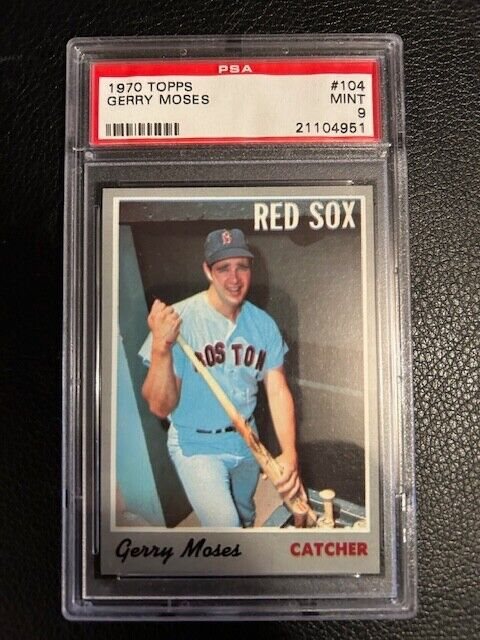 PSA
1970 TOPPS #104
GERRY MOSES MINT
9
21104951
RED SOX
B
BOSTON
Gerry Moses CATCHER